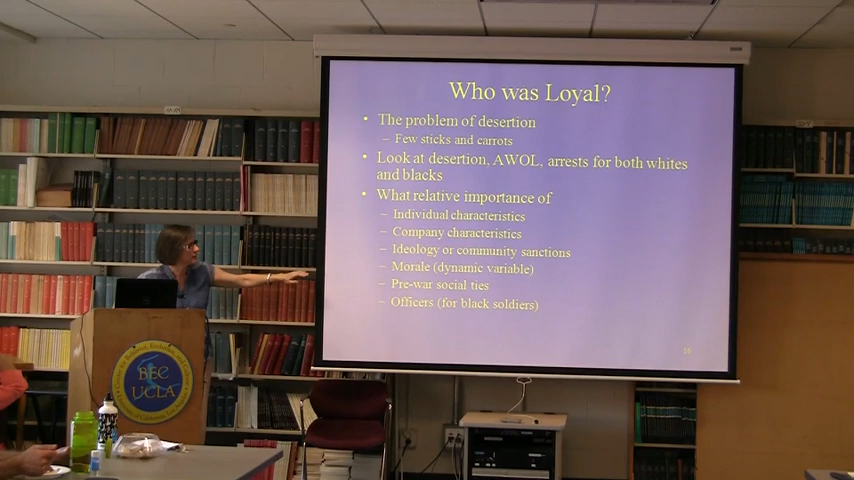 Who was Loyal?
• The problem of desertion
– Few sticks and carrots
• Look at desertion, AWOL, arrests for both whites
and blacks
• What relative importance of
– Individual characteristics
– Company characteristics
– Ideology or community sanctions
– Morale (dynamic variable)
– Pre-war social ties
– Officers (for black soldiers)
BEC
UCLA